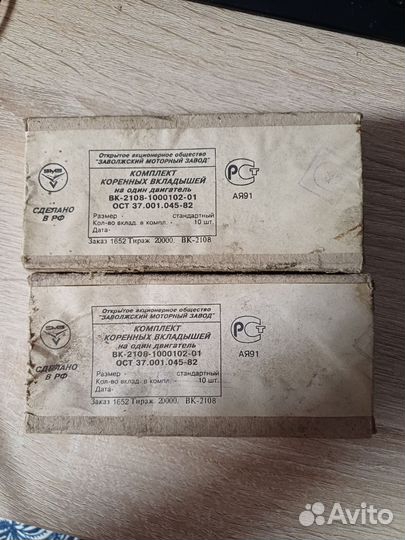 ЗМЗ
СДЕЛАНО
В РФ
Открытое акционерное общество
"ЗАВОЛЖСКИЙ МОТОРНЫЙ ЗАВОД"
КОМПЛЕКТ
КОРЕННЫХ ВКЛАДЫШЕЙ
на один двигатель
ВК-2108-1000102-01
ОСТ 37.001.045-82
Размер - стандартный
Кол-во вклад. в компл. - 10 шт.
Дата-
Заказ 1652 Тираж 20000. ВК-2108
РСТ
АЯ91
ЗМЗ
СДЕЛАНО
В РФ
Открытое акционерное общество
"ЗАВОЛЖСКИЙ МОТОРНЫЙ ЗАВОД"
КОМПЛЕКТ
КОРЕННЫХ ВКЛАДЫШЕЙ
на один двигатель
ВК-2108-1000102-01
ОСТ 37.001.045-82
Размер - стандартный
Кол-во вклад. в компл. - 10 шт.
Дата-
Заказ 1652 Тираж 20000. ВК-2108
РСТ
АЯ91
Avito